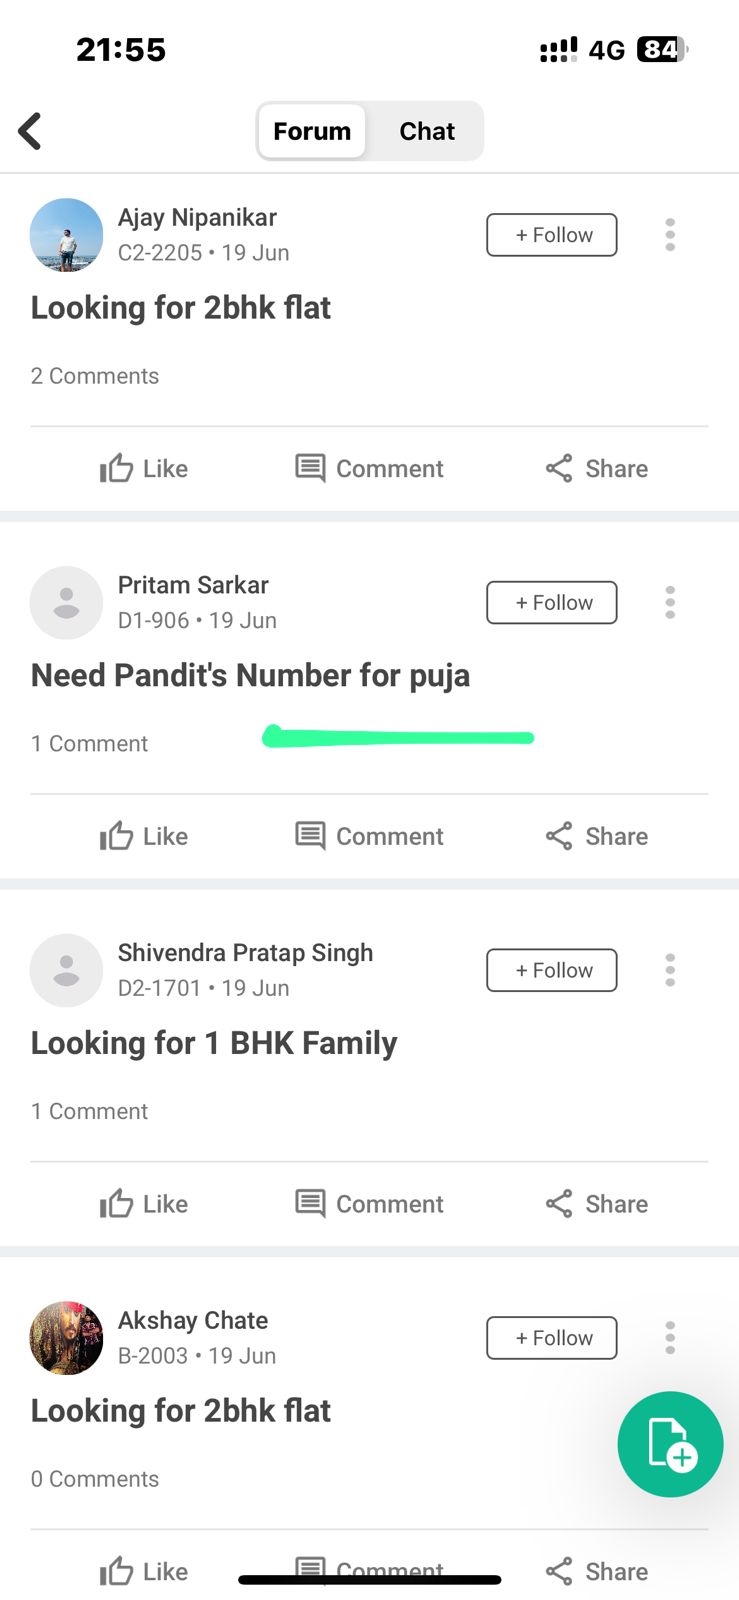 21:55 4G 84
Forum Chat
Ajay Nipanikar
C2-2205 • 19 Jun
+ Follow
Looking for 2bhk flat
2 Comments
Like Comment Share
Pritam Sarkar
D1-906 • 19 Jun
+ Follow
Need Pandit's Number for puja
1 Comment
Like Comment Share
Shivendra Pratap Singh
D2-1701 • 19 Jun
+ Follow
Looking for 1 BHK Family
1 Comment
Like Comment Share
Akshay Chate
B-2003 • 19 Jun
+ Follow
Looking for 2bhk flat
0 Comments
Like Comment Share